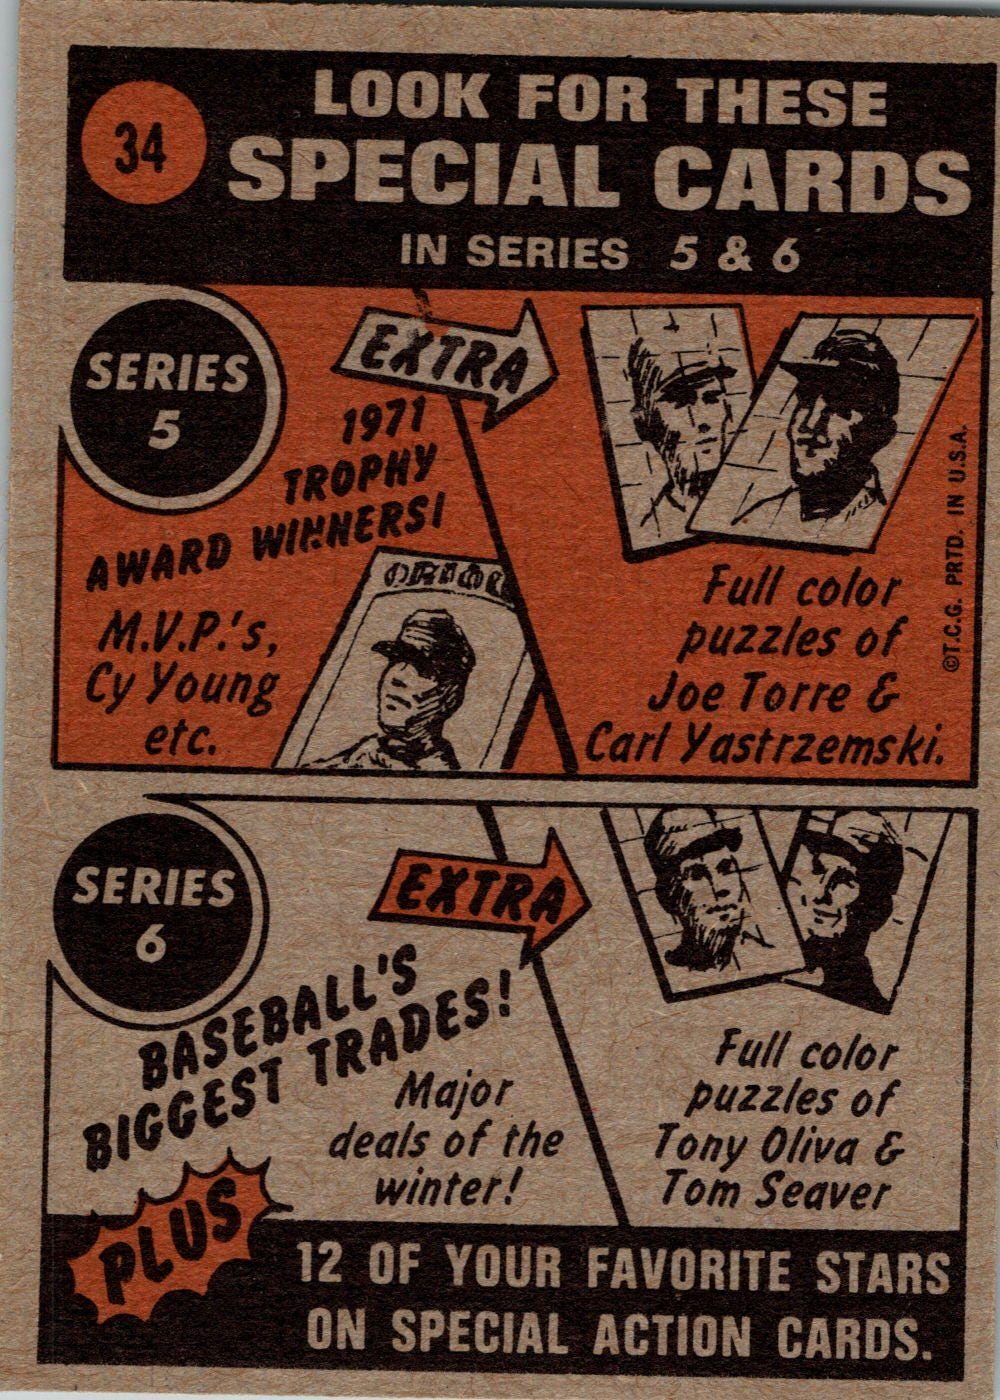 34
LOOK FOR THESE
SPECIAL CARDS
IN SERIES 5 & 6
SERIES
5
EXTRA
1971
TROPHY
AWARD WINNERS!
M.V.P.'s,
Cy Young
etc.
Full color
puzzles of
Joe Torre &
Carl Yastrzemski.
©T.C.G. PRTD. IN U.S.A.
SERIES
6
EXTRA
BASEBALL'S
BIGGEST TRADES!
Major
deals of the
winter!
Full color
puzzles of
Tony Oliva &
Tom Seaver
PLUS
12 OF YOUR FAVORITE STARS
ON SPECIAL ACTION CARDS.